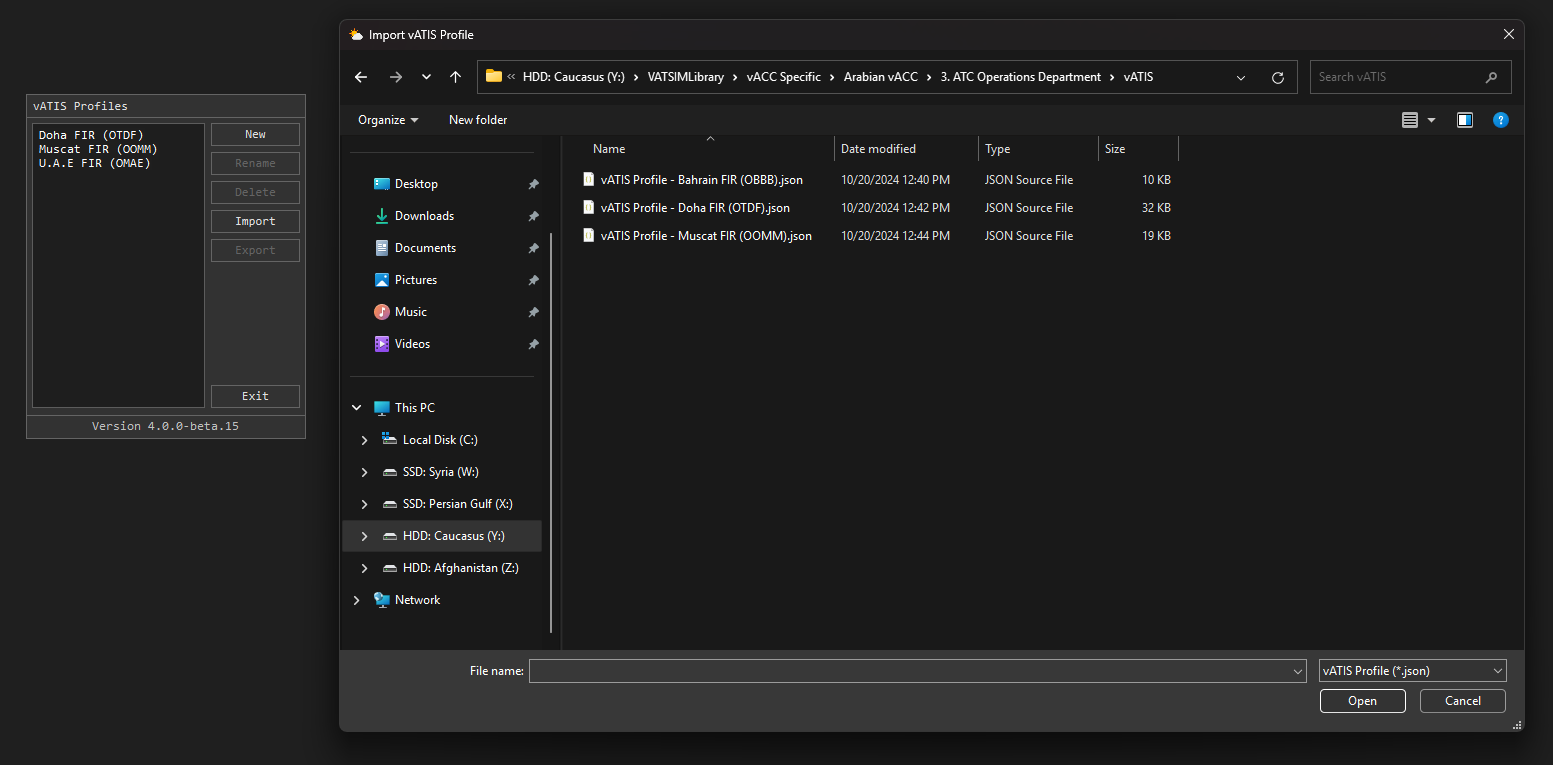 vATIS Profiles
Doha FIR (OTDF)
Muscat FIR (OOMM)
U.A.E FIR (OMAE)
New
Rename
Delete
Import
Export
Exit
Version 4.0.0-beta.15
Import vATIS Profile
« HDD: Caucasus (Y:) › VATSIMLibrary › vACC Specific › Arabian vACC › 3. ATC Operations Department › vATIS
Search vATIS
Organize New folder
Name Date modified Type Size
vATIS Profile - Bahrain FIR (OBBB).json 10/20/2024 12:40 PM JSON Source File 10 KB
vATIS Profile - Doha FIR (OTDF).json 10/20/2024 12:42 PM JSON Source File 32 KB
vATIS Profile - Muscat FIR (OOMM).json 10/20/2024 12:44 PM JSON Source File 19 KB
Desktop
Downloads
Documents
Pictures
Music
Videos
This PC
Local Disk (C:)
SSD: Syria (W:)
SSD: Persian Gulf (X:)
HDD: Caucasus (Y:)
HDD: Afghanistan (Z:)
Network
File name:
vATIS Profile (*.json)
Open Cancel